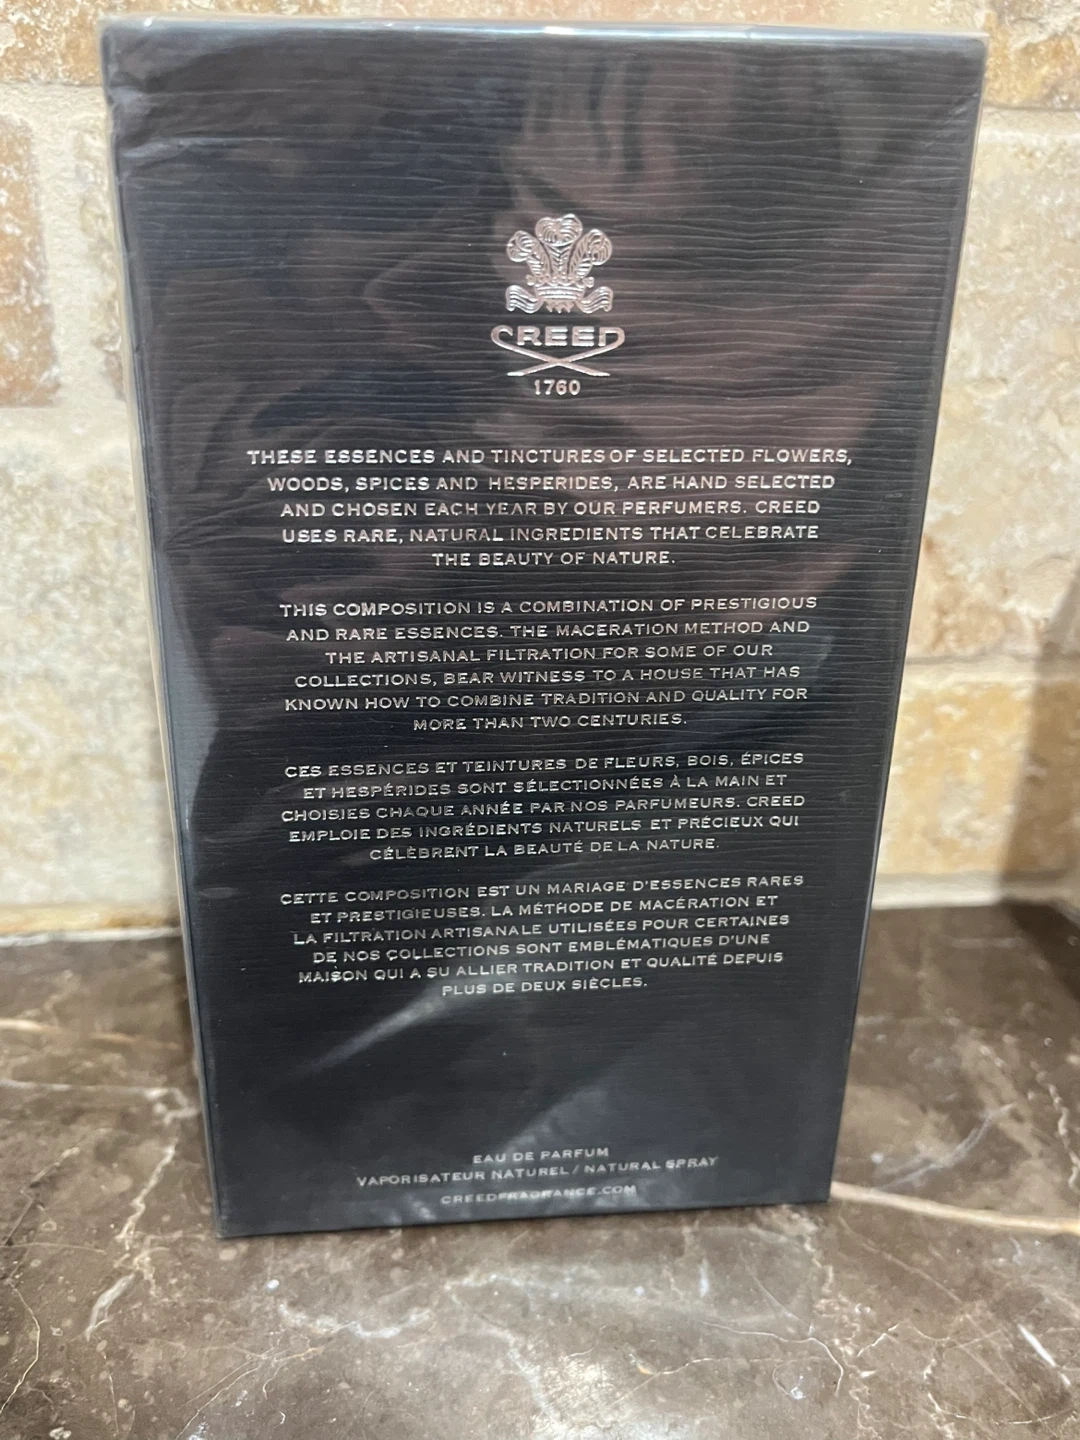 CREED
1760
THESE ESSENCES AND TINCTURES OF SELECTED FLOWERS,
WOODS, SPICES AND HESPERIDES, ARE HAND SELECTED
AND CHOSEN EACH YEAR BY OUR PERFUMERS. CREED
USES RARE, NATURAL INGREDIENTS THAT CELEBRATE
THE BEAUTY OF NATURE.
THIS COMPOSITION IS A COMBINATION OF PRESTIGIOUS
AND RARE ESSENCES. THE MACERATION METHOD AND
THE ARTISANAL FILTRATION FOR SOME OF OUR
COLLECTIONS, BEAR WITNESS TO A HOUSE THAT HAS
KNOWN HOW TO COMBINE TRADITION AND QUALITY FOR
MORE THAN TWO CENTURIES.
CES ESSENCES ET TEINTURES DE FLEURS, BOIS, ÉPICES
ET HESPÉRIDES SONT SÉLECTIONNÉES À LA MAIN ET
CHOISIES CHAQUE ANNÉE PAR NOS PARFUMEURS. CREED
EMPLOIE DES INGRÉDIENTS NATURELS ET PRÉCIEUX QUI
CÉLÈBRENT LA BEAUTÉ DE LA NATURE.
CETTE COMPOSITION EST UN MARIAGE D'ESSENCES RARES
ET PRESTIGIEUSES. LA MÉTHODE DE MACÉRATION ET
LA FILTRATION ARTISANALE UTILISÉES POUR CERTAINES
DE NOS COLLECTIONS SONT EMBLÉMATIQUES D'UNE
MAISON QUI A SU ALLIER TRADITION ET QUALITÉ DEPUIS
PLUS DE DEUX SIÈCLES.
EAU DE PARFUM
VAPORISATEUR NATUREL / NATURAL SPRAY
CREEDFRAGRANCE.COM